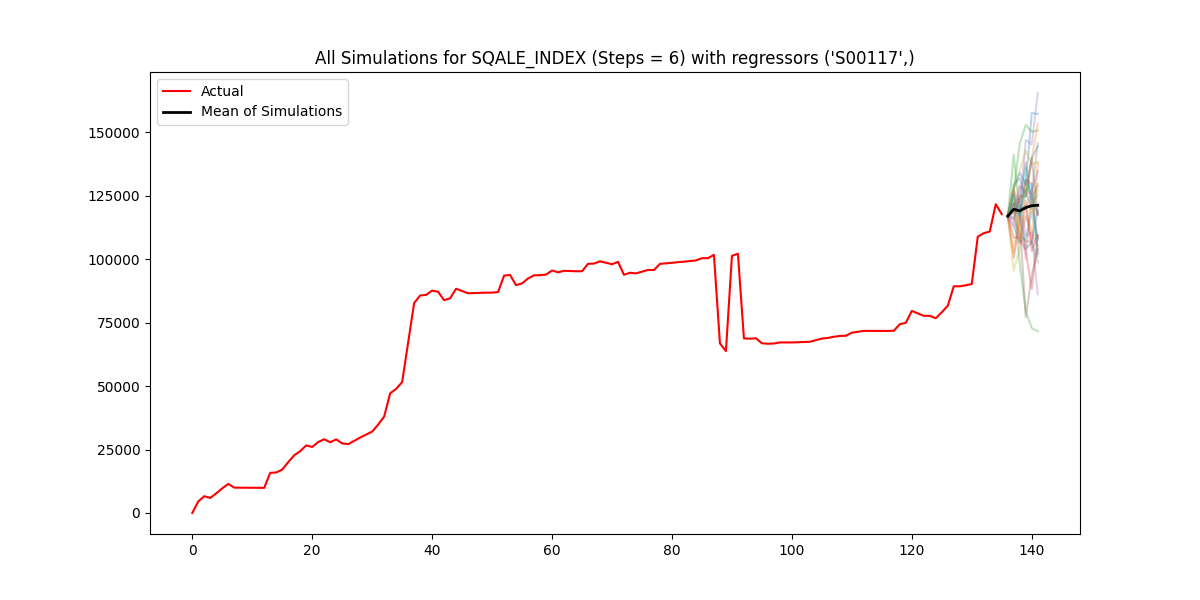 All Simulations for SQALE_INDEX (Steps = 6) with regressors ('S00117',)
Actual
Mean of Simulations
150000
125000
100000
75000
50000
25000
0
0 20 40 60 80 100 120 140